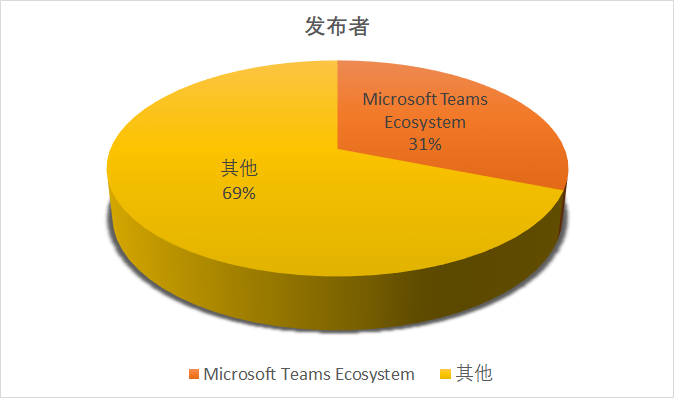 发布者
Microsoft Teams
Ecosystem
31%
其他
69%
Microsoft Teams Ecosystem
其他